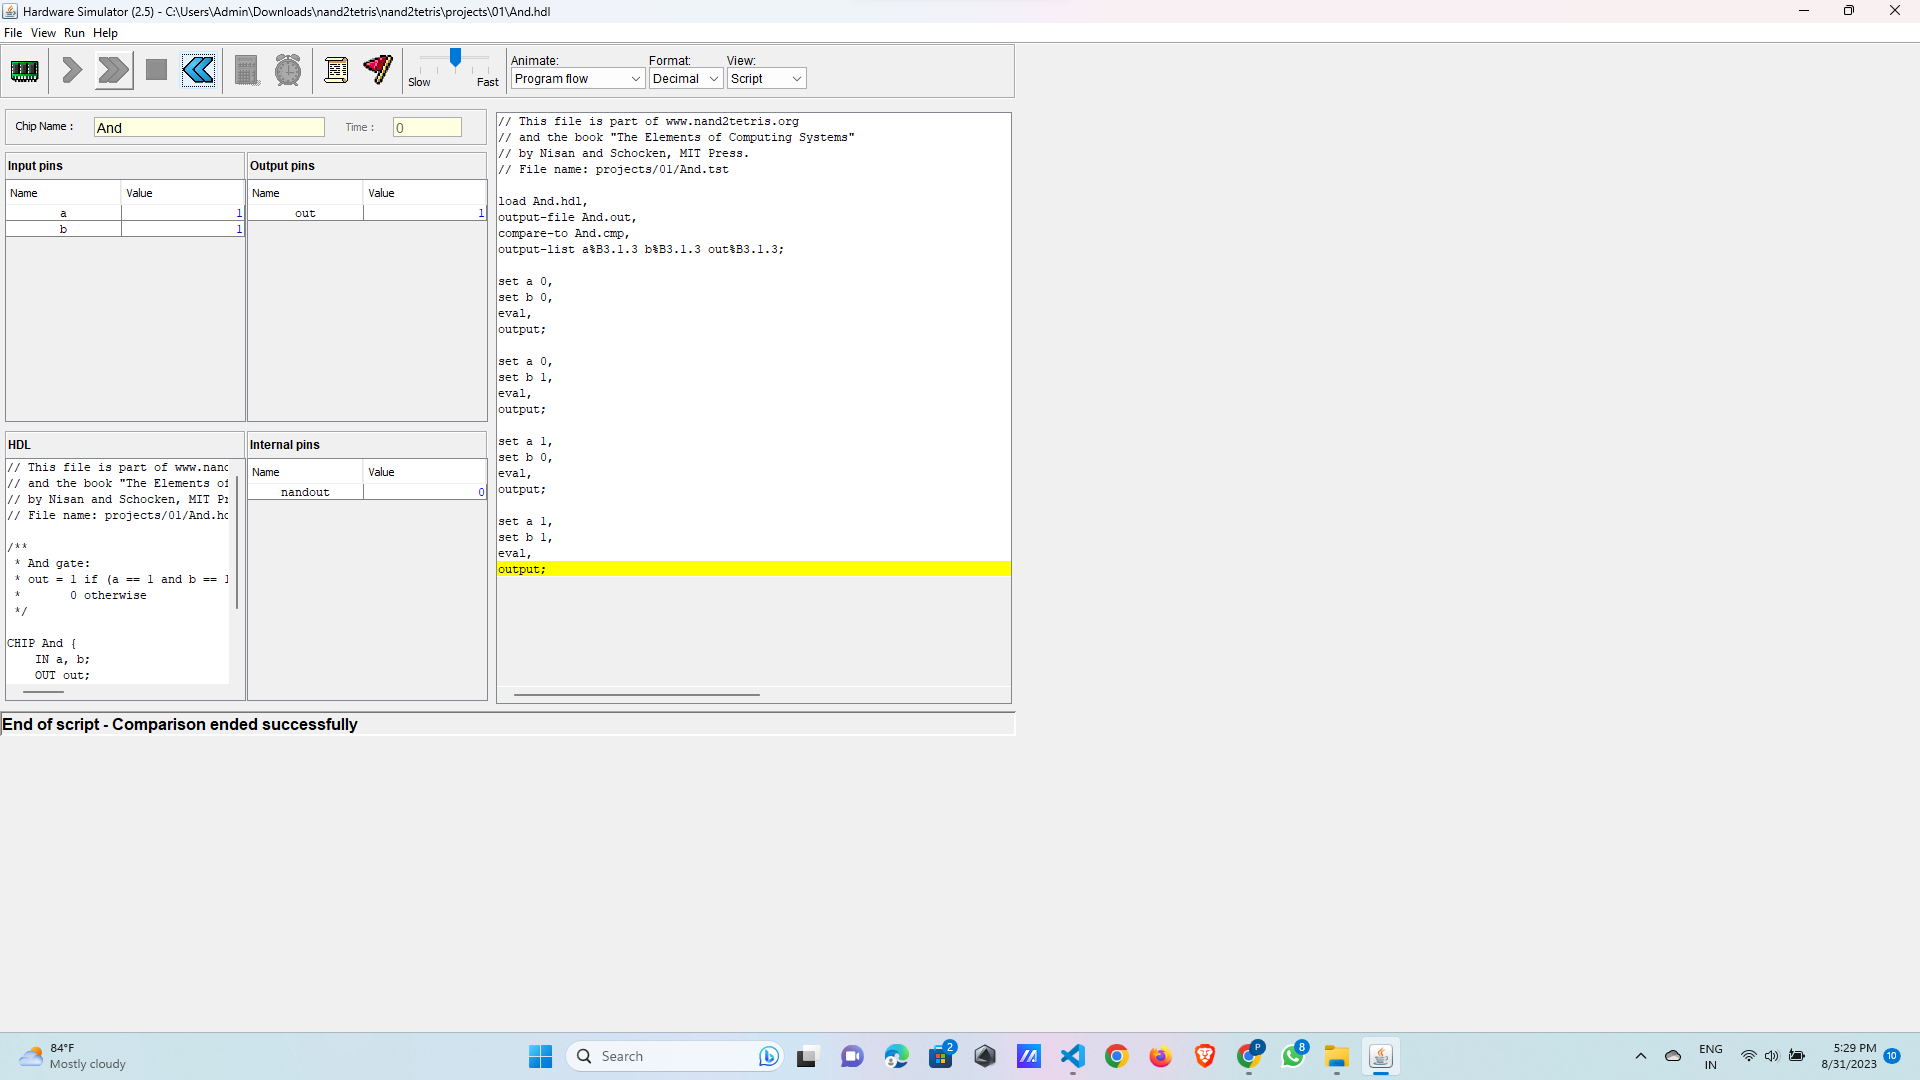 Hardware Simulator (2.5) - C:\Users\Admin\Downloads\nand2tetris\nand2tetris\projects\01\And.hdl
File View Run Help
Slow Fast
Animate: Format: View:
Program flow Decimal Script
Chip Name : And Time : 0
Input pins
Name Value
a 1
b 1
Output pins
Name Value
out 1
HDL
// This file is part of www.nand
// and the book "The Elements of
// by Nisan and Schocken, MIT Pr
// File name: projects/01/And.hd
/**
* And gate:
* out = 1 if (a == 1 and b == 1
* 0 otherwise
*/
CHIP And {
IN a, b;
OUT out;
Internal pins
Name Value
nandout 0
// This file is part of www.nand2tetris.org
// and the book "The Elements of Computing Systems"
// by Nisan and Schocken, MIT Press.
// File name: projects/01/And.tst
load And.hdl,
output-file And.out,
compare-to And.cmp,
output-list a%B3.1.3 b%B3.1.3 out%B3.1.3;
set a 0,
set b 0,
eval,
output;
set a 0,
set b 1,
eval,
output;
set a 1,
set b 0,
eval,
output;
set a 1,
set b 1,
eval,
output;
End of script - Comparison ended successfully
84°F
Mostly cloudy
Search
2
P
8
ENG
IN
5:29 PM
8/31/2023
10